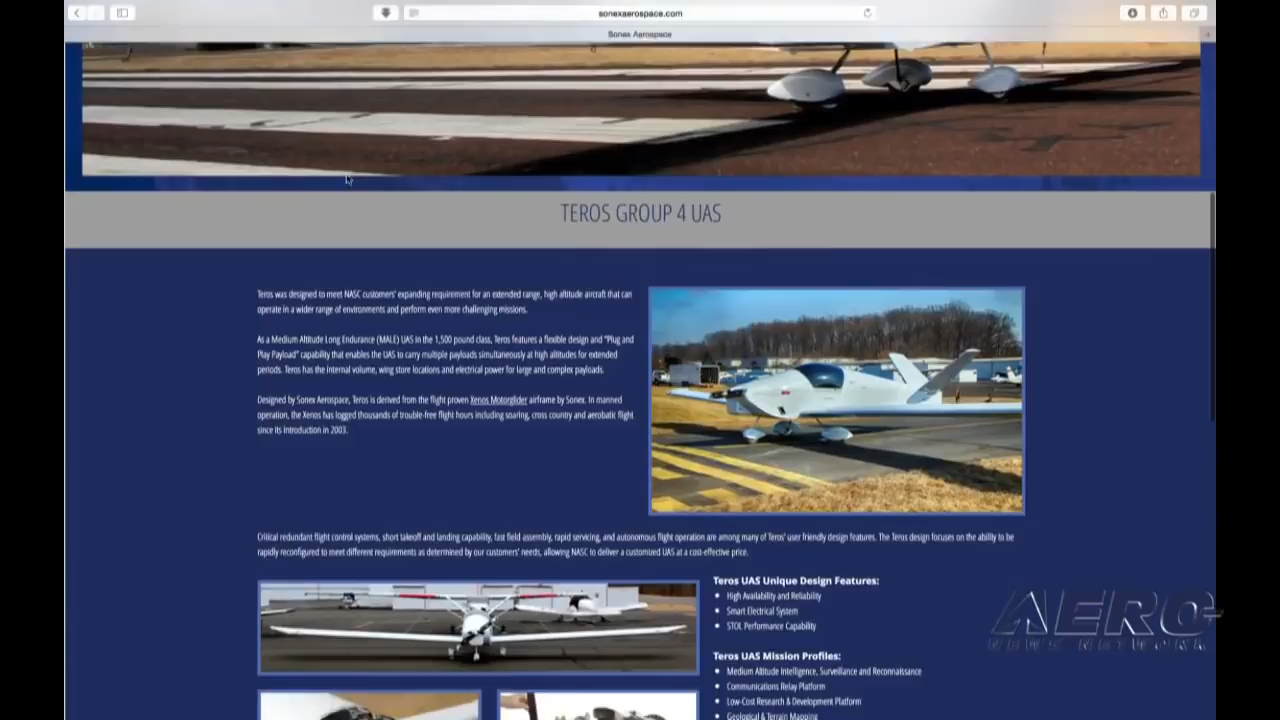 sonexaerospace.com
Sonex Aerospace
TEROS GROUP 4 UAS
Teros was designed to meet NASC customers' expanding requirement for an extended range, high altitude aircraft that can
operate in a wider range of environments and perform even more challenging missions.
As a Medium Altitude Long Endurance (MALE) UAS in the 1,500 pound class, Teros features a flexible design and "Plug and
Play Payload" capability that enables the UAS to carry multiple payloads simultaneously at high altitudes for extended
periods. Teros has the internal volume, wing store locations and electrical power for large and complex payloads.
Designed by Sonex Aerospace, Teros is derived from the flight proven Xenos Motorglider airframe by Sonex. In manned
operation, the Xenos has logged thousands of trouble-free flight hours including soaring, cross country and aerobatic flight
since its introduction in 2003.
Critical redundant flight control systems, short takeoff and landing capability, fast field assembly, rapid servicing, and autonomous flight operation are among many of Teros' user friendly design features. The Teros design focuses on the ability to be
rapidly reconfigured to meet different requirements as determined by our customers' needs, allowing NASC to deliver a customized UAS at a cost-effective price.
Teros UAS Unique Design Features:
High Availability and Reliability
Smart Electrical System
STOL Performance Capability
Teros UAS Mission Profiles:
Medium Altitude Intelligence, Surveillance and Reconnaissance
Communications Relay Platform
Low-Cost Research & Development Platform
Geological & Terrain Mapping
AERO
NEWS NETWORK